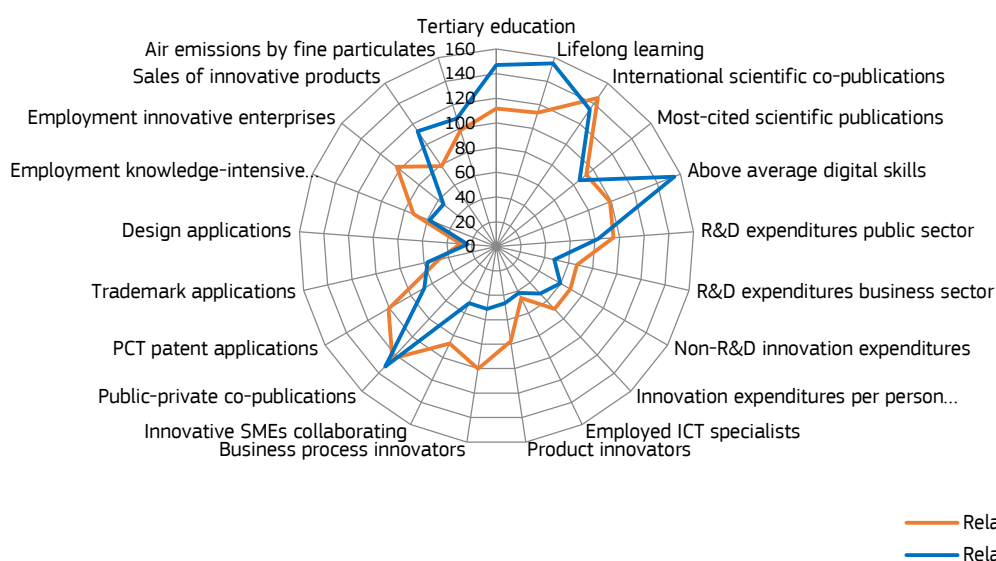 Tertiary education
Lifelong learning
International scientific co-publications
Most-cited scientific publications
Above average digital skills
R&D expenditures public sector
R&D expenditures business sector
Non-R&D innovation expenditures
Innovation expenditures per person...
Employed ICT specialists
Product innovators
Business process innovators
Innovative SMEs collaborating
Public-private co-publications
PCT patent applications
Trademark applications
Design applications
Employment knowledge-intensive...
Employment innovative enterprises
Sales of innovative products
Air emissions by fine particulates
160
140
120
100
80
60
40
20
0
Rela
Rela